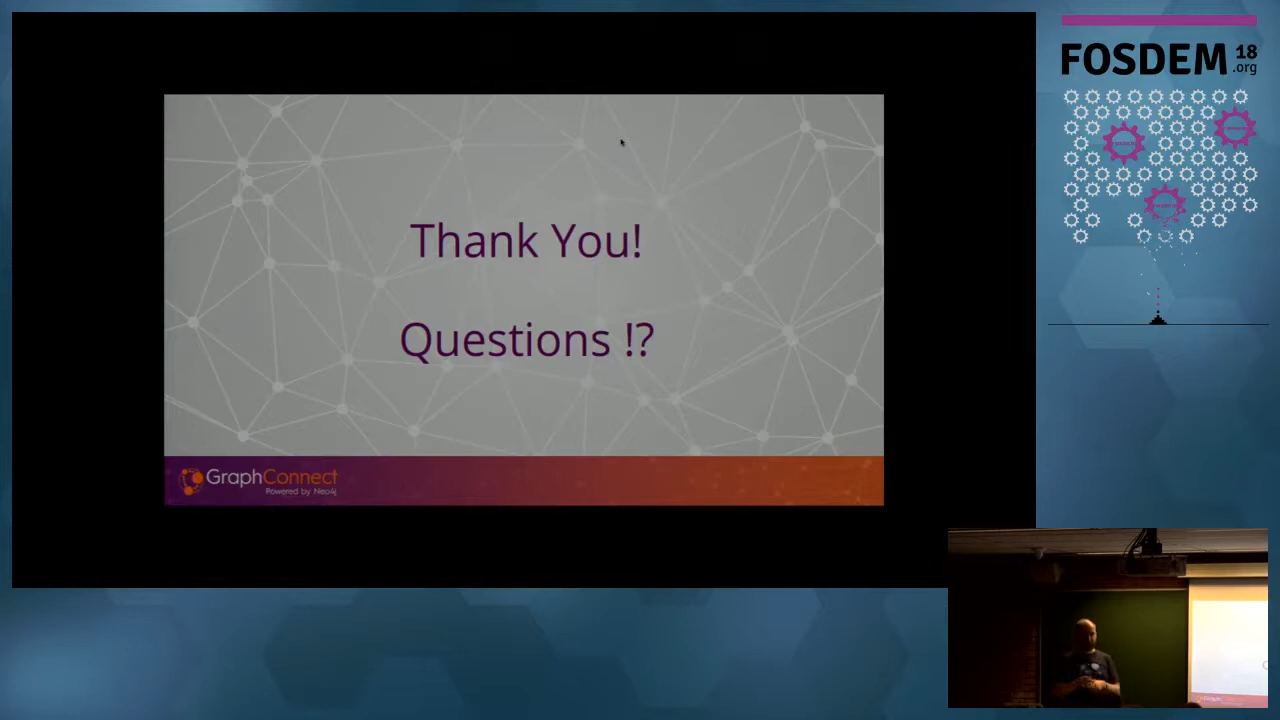 FOSDEM 18
.org
Thank You!
Questions !?
GraphConnect
Powered by Neo4j